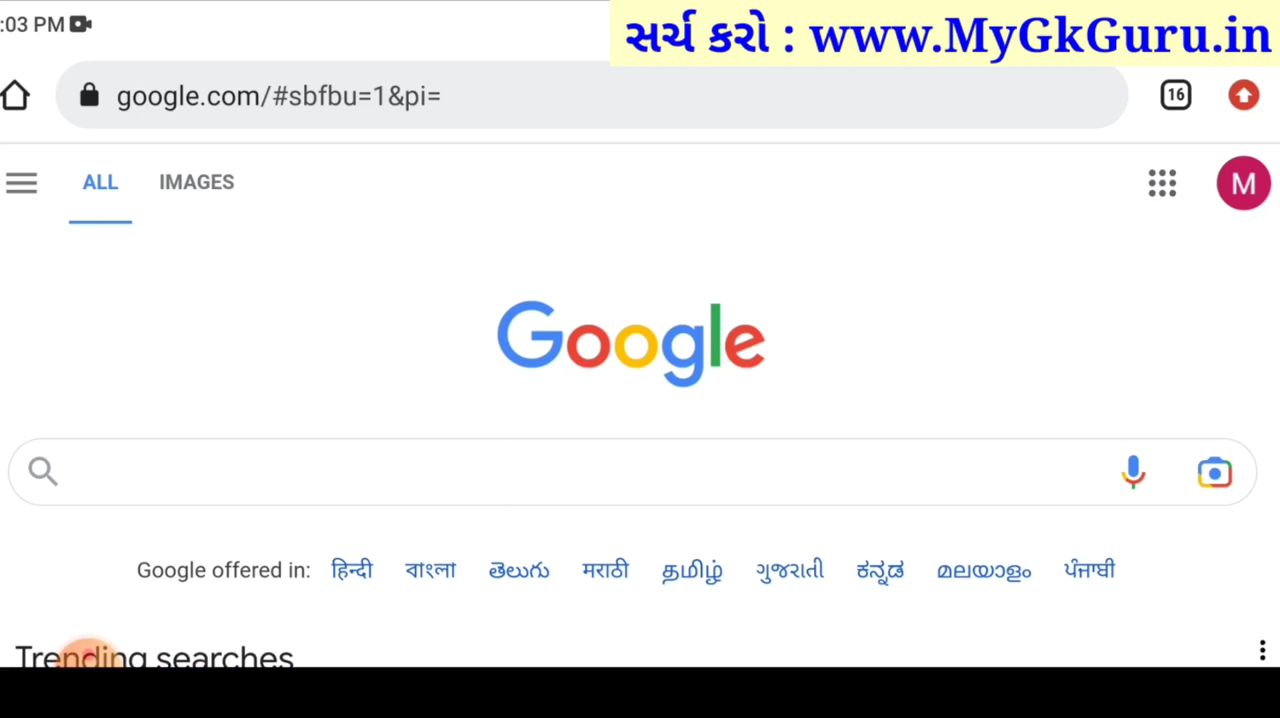 :03 PM
સર્ચ કરો : www.MyGkGuru.in
google.com/#sbfbu=1&pi=
16
ALL IMAGES
M
Google
Google offered in: हिन्दी বাংলা తెలుగు मराठी தமிழ் ગુજરાતી ಕನ್ನಡ മലയാളം ਪੰਜਾਬੀ
Trending searches